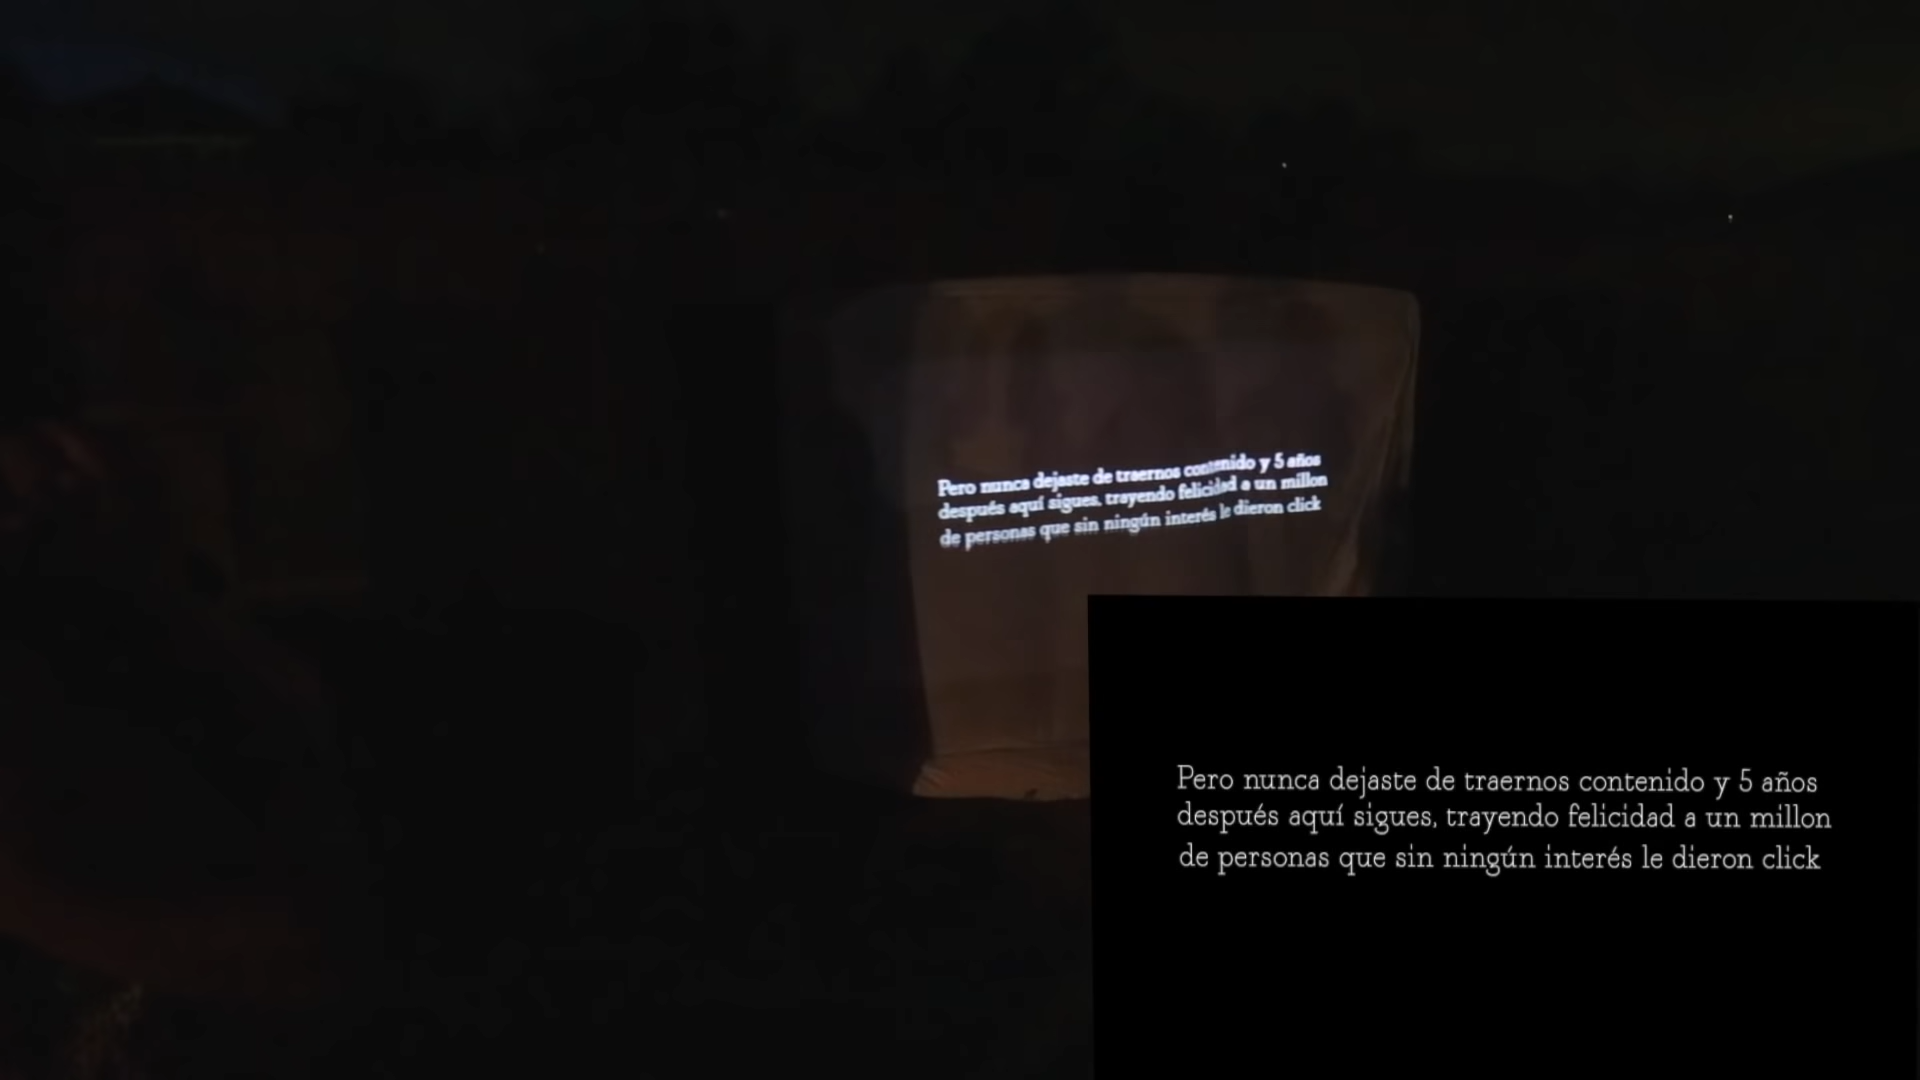 Pero nunca dejaste de traernos contenido y 5 años
después aquí sigues, trayendo felicidad a un millon
de personas que sin ningún interés le dieron click
Pero nunca dejaste de traernos contenido y 5 años
después aquí sigues, trayendo felicidad a un millon
de personas que sin ningún interés le dieron click